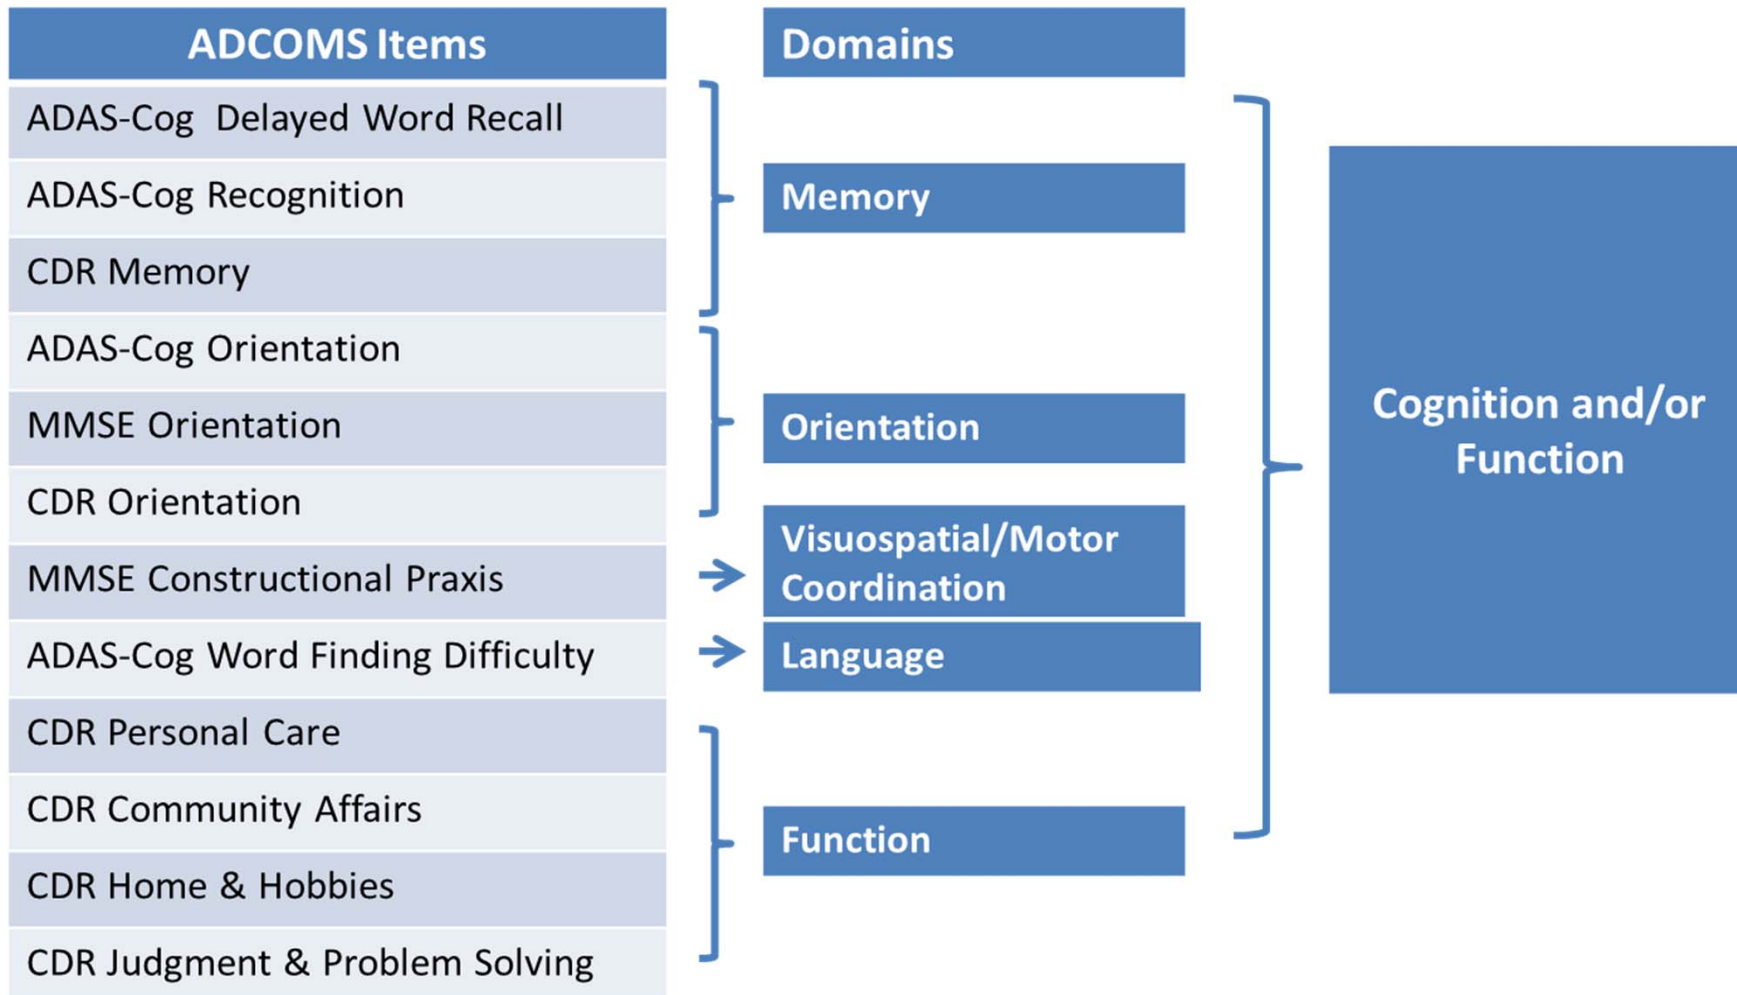 ADCOMS Items
ADAS-Cog Delayed Word Recall
ADAS-Cog Recognition
CDR Memory
ADAS-Cog Orientation
MMSE Orientation
CDR Orientation
MMSE Constructional Praxis
ADAS-Cog Word Finding Difficulty
CDR Personal Care
CDR Community Affairs
CDR Home & Hobbies
CDR Judgment & Problem Solving
Domains
Memory
Orientation
Visuospatial/Motor
Coordination
Language
Function
Cognition and/or
Function